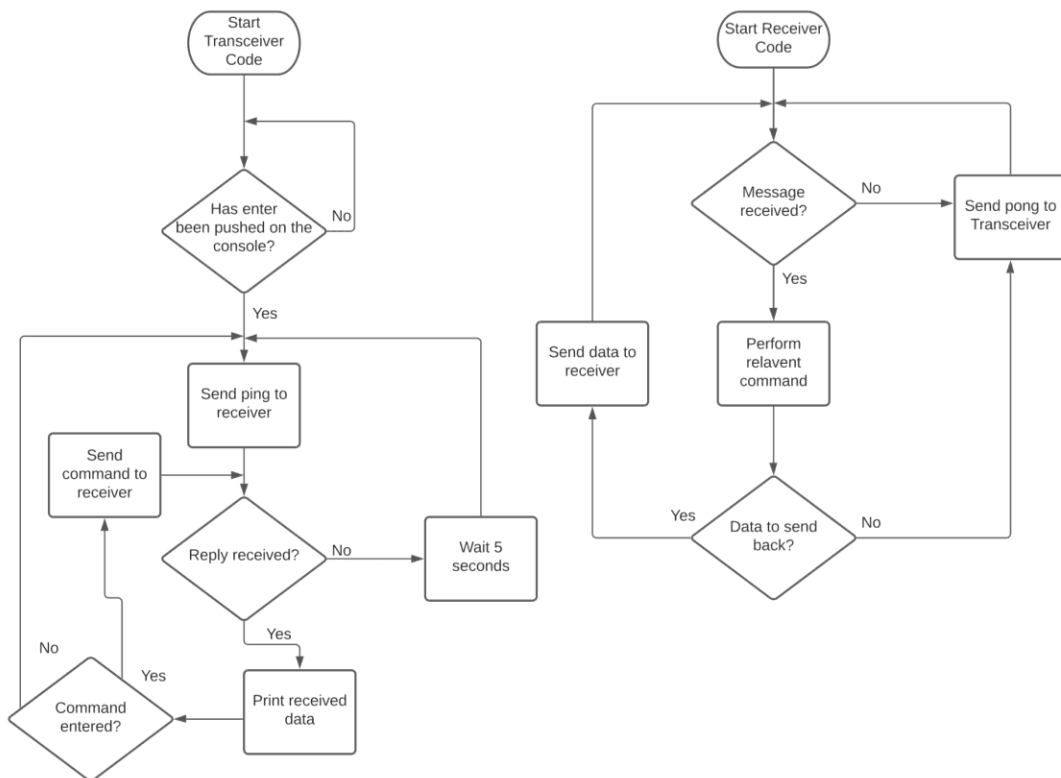 Start
Transceiver
Code
Has enter
been pushed on the
console?
No
Yes
Send ping to
receiver
Send
command to
receiver
Reply received?
No
Wait 5
seconds
Yes
Print received
data
Command
entered?
No
Yes
Start Receiver
Code
Message
received?
No
Send pong to
Transceiver
Yes
Perform
relavent
command
Send data to
receiver
Data to send
back?
Yes
No